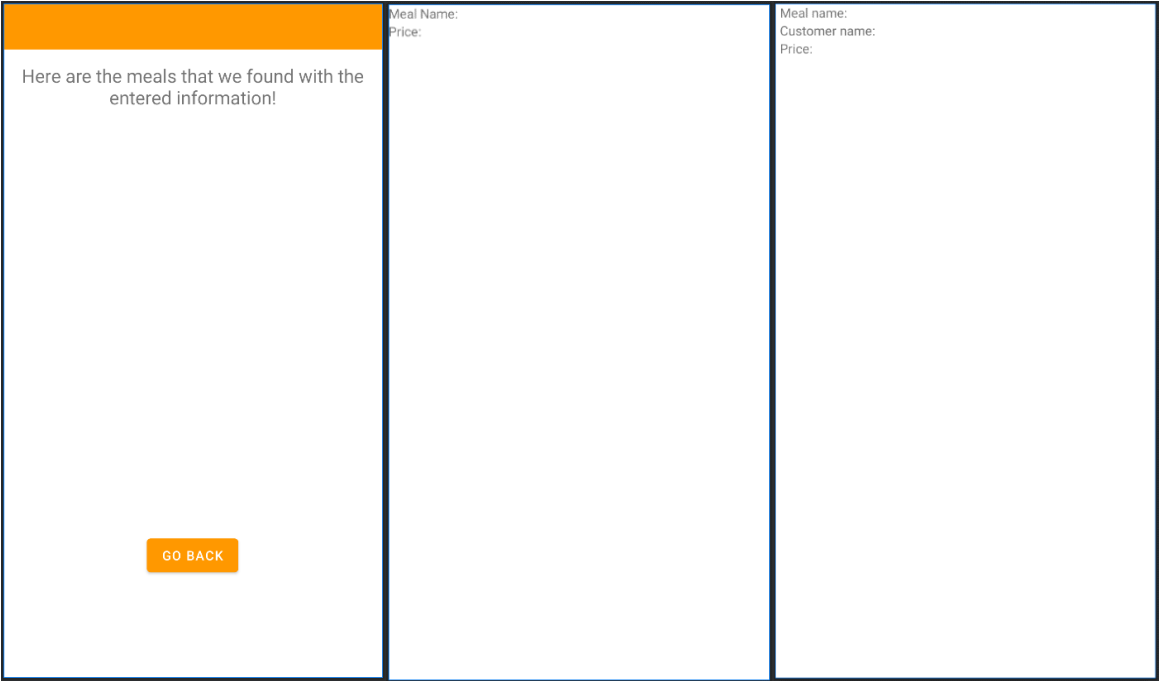 Here are the meals that we found with the
entered information!
GO BACK
Meal Name:
Price:
Meal name:
Customer name:
Price: